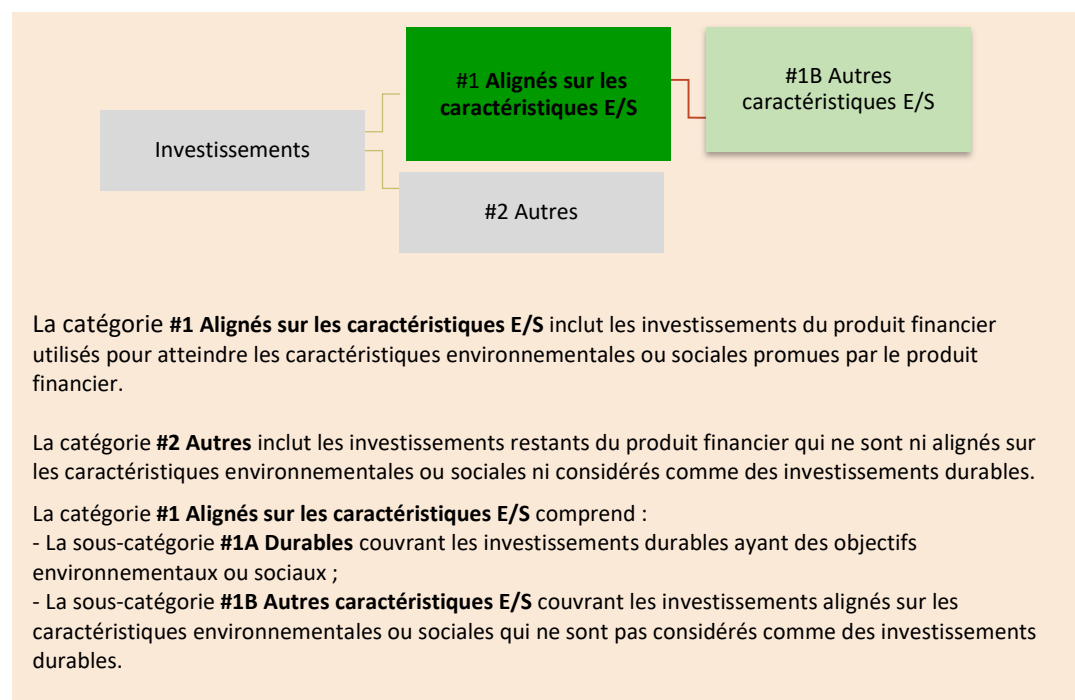 #1 Alignés sur les
caractéristiques E/S
#1B Autres
caractéristiques E/S
Investissements
#2 Autres
La catégorie #1 Alignés sur les caractéristiques E/S inclut les investissements du produit financier
utilisés pour atteindre les caractéristiques environnementales ou sociales promues par le produit
financier.
La catégorie #2 Autres inclut les investissements restants du produit financier qui ne sont ni alignés sur
les caractéristiques environnementales ou sociales ni considérés comme des investissements durables.
La catégorie #1 Alignés sur les caractéristiques E/S comprend :
- La sous-catégorie #1A Durables couvrant les investissements durables ayant des objectifs
environnementaux ou sociaux ;
- La sous-catégorie #1B Autres caractéristiques E/S couvrant les investissements alignés sur les
caractéristiques environnementales ou sociales qui ne sont pas considérés comme des investissements
durables.